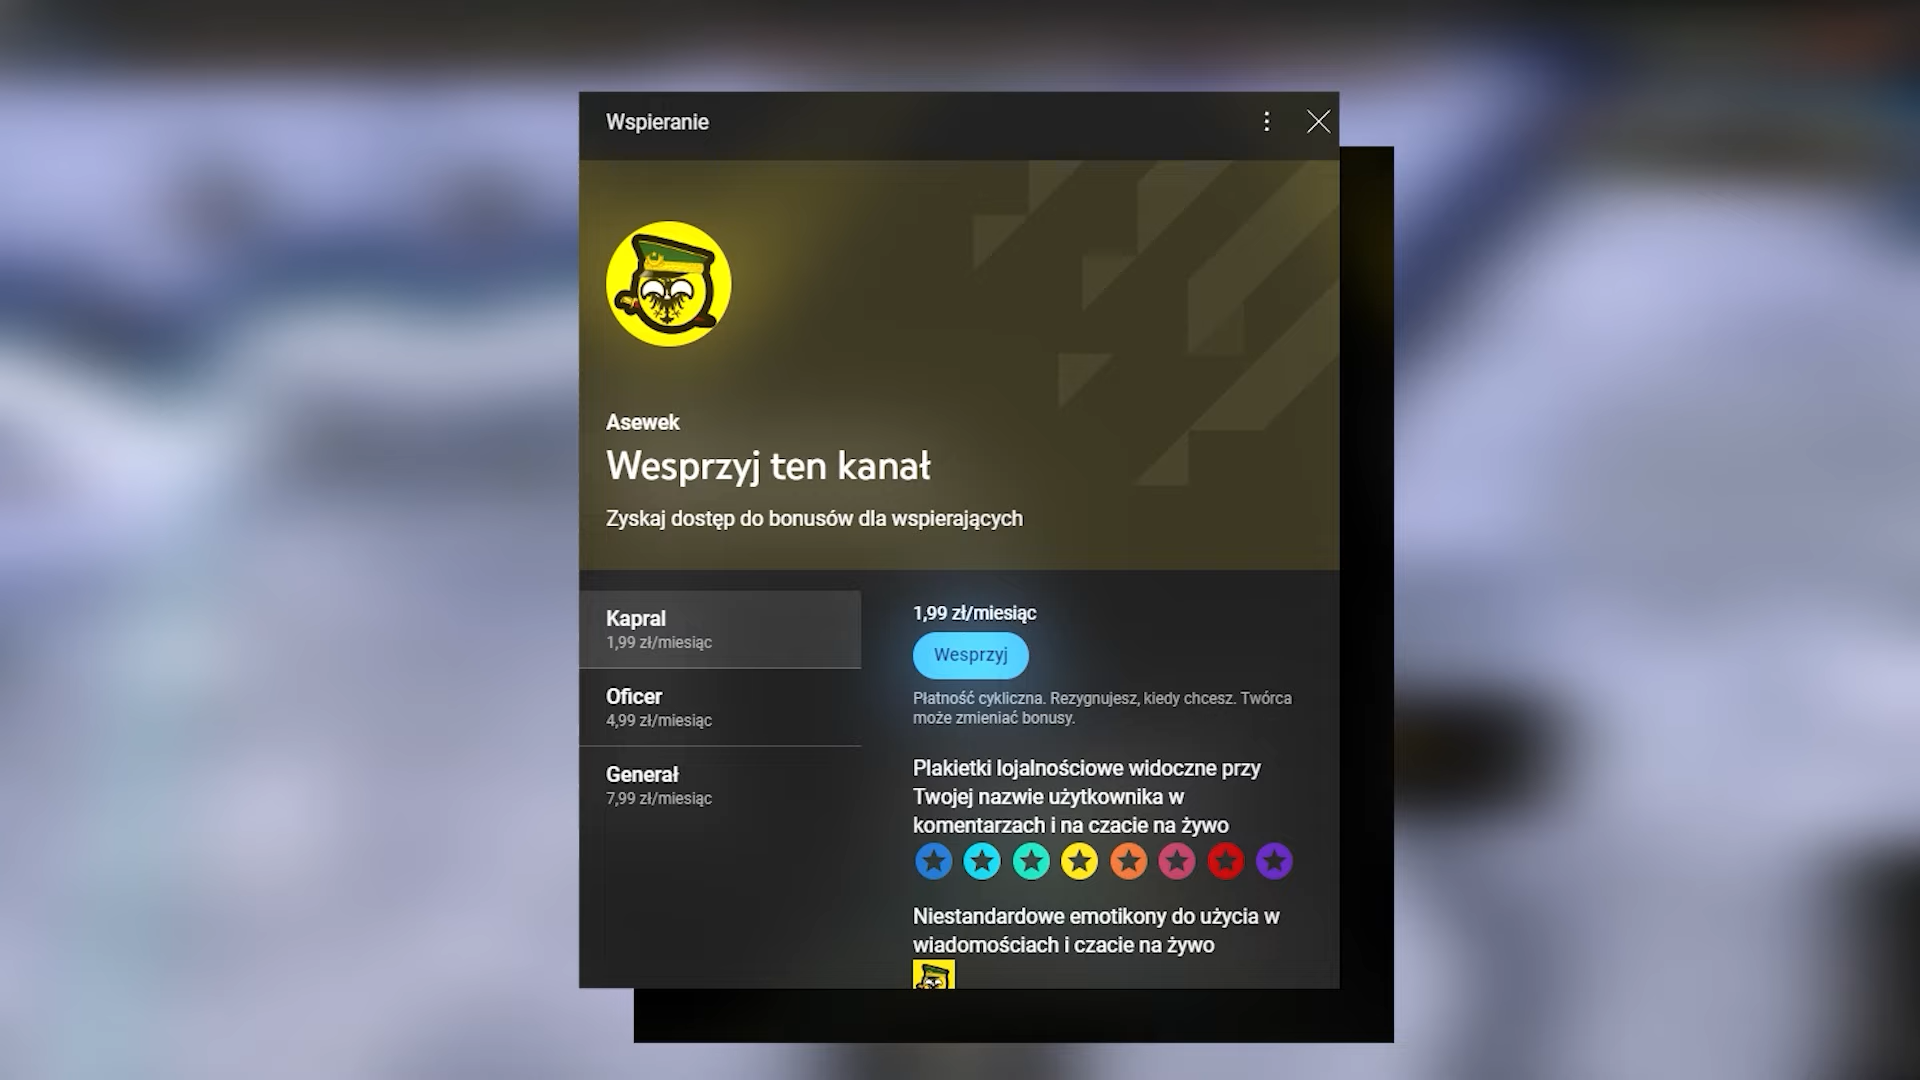 Wspieranie
Asewek
Wesprzyj ten kanał
Zyskaj dostęp do bonusów dla wspierających
Kapral
1,99 zł/miesiąc
Oficer
4,99 zł/miesiąc
Generał
7,99 zł/miesiąc
1,99 zł/miesiąc
Wesprzyj
Płatność cykliczna. Rezygnujesz, kiedy chcesz. Twórca
może zmieniać bonusy.
Plakietki lojalnościowe widoczne przy
Twojej nazwie użytkownika w
komentarzach i na czacie na żywo
Niestandardowe emotikony do użycia w
wiadomościach i czacie na żywo